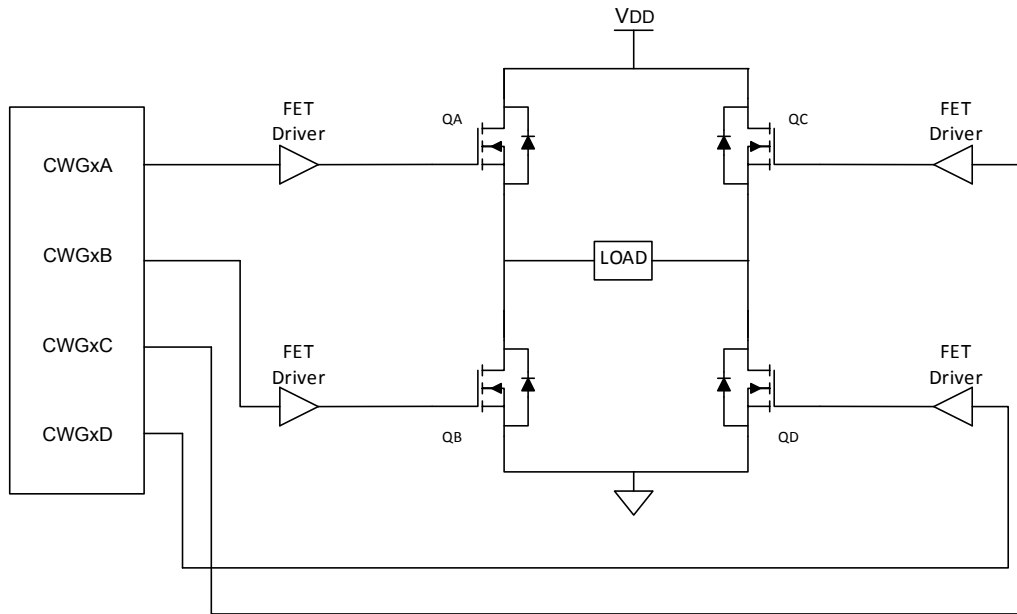 VDD
FET
Driver
QA
QC
FET
Driver
CWGxA
CWGxB
LOAD
CWGxC
FET
Driver
FET
Driver
CWGxD
QB
QD